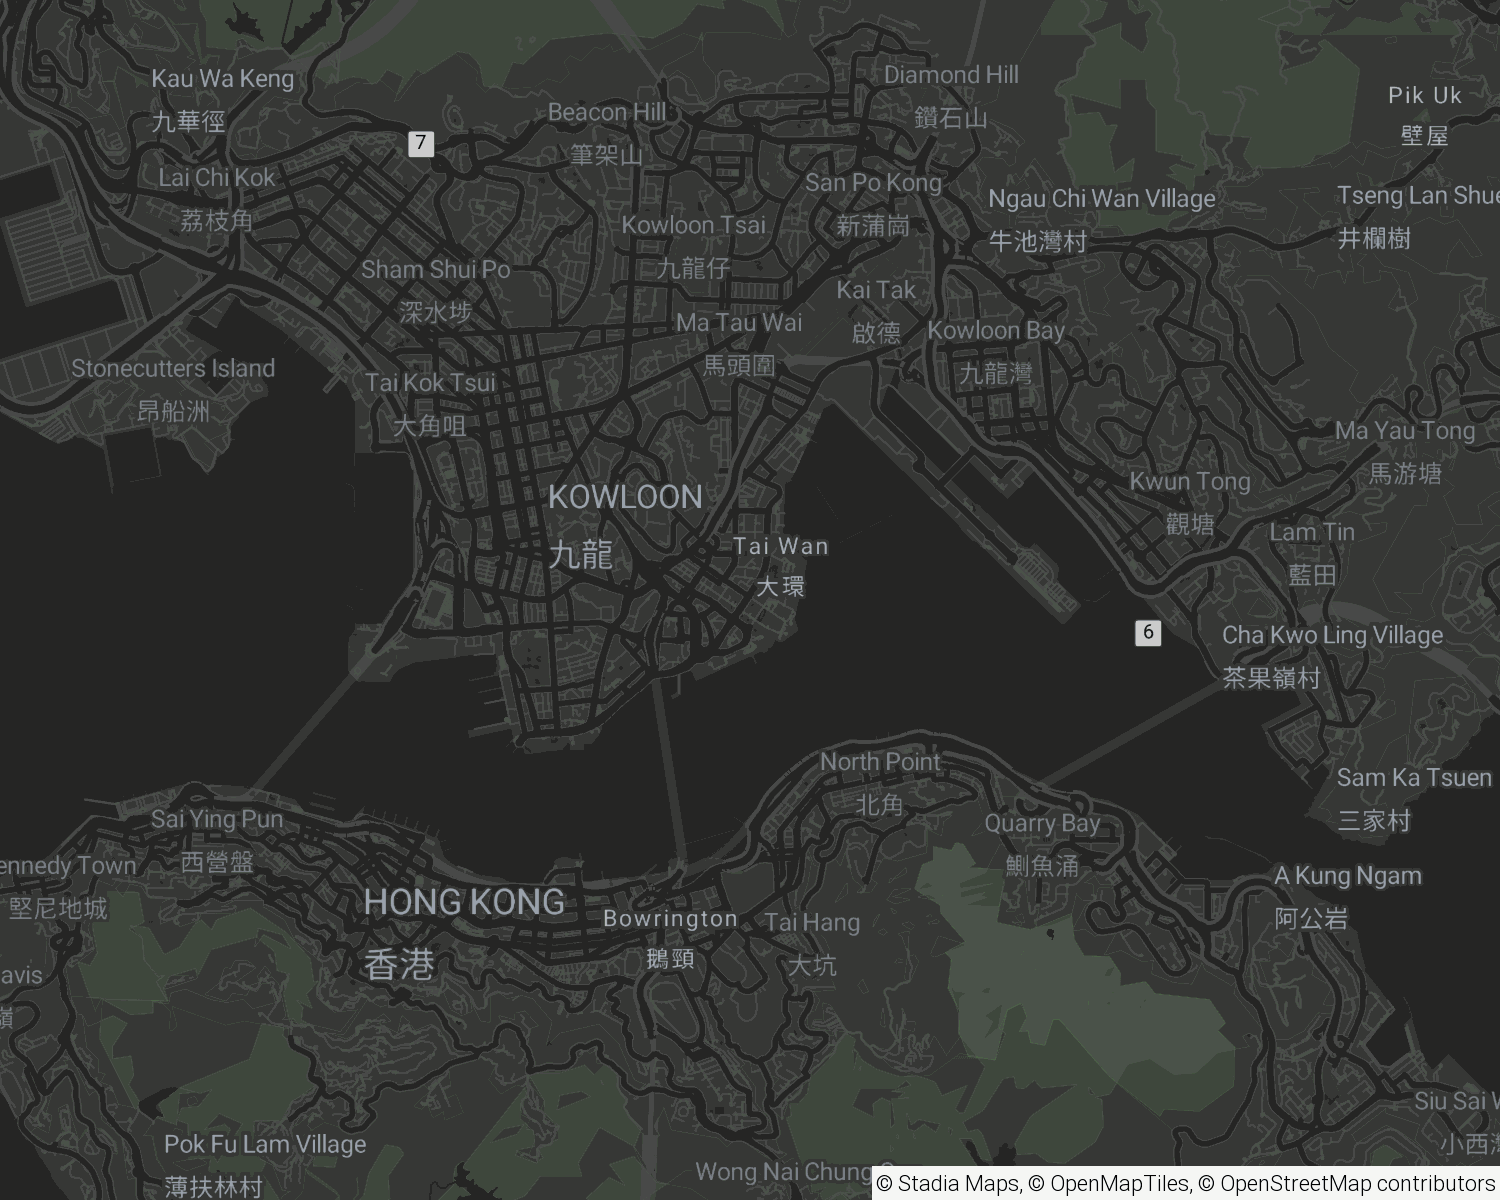 Kau Wa Keng
九華徑
Diamond Hill
鑽石山
Pik Uk
壁屋
Beacon Hill
筆架山
7
Lai Chi Kok
荔枝角
San Po Kong
新蒲崗
Ngau Chi Wan Village
牛池灣村
Tseng Lan Shue
井欄樹
Kowloon Tsai
九龍仔
Sham Shui Po
深水埗
Kai Tak
啟德
Ma Tau Wai
馬頭圍
Kowloon Bay
九龍灣
Stonecutters Island
昂船洲
Tai Kok Tsui
大角咀
Ma Yau Tong
馬游塘
KOWLOON
九龍
Kwun Tong
觀塘
Tai Wan
大環
Lam Tin
藍田
6
Cha Kwo Ling Village
茶果嶺村
North Point
北角
Sam Ka Tsuen
三家村
Sai Ying Pun
西營盤
Quarry Bay
鰂魚涌
ennedy Town
堅尼地城
A Kung Ngam
阿公岩
HONG KONG
香港
Bowrington
鵝頸
Tai Hang
大坑
avis
嶺
Siu Sai W
小西灣
Pok Fu Lam Village
薄扶林村
Wong Nai Chung
© Stadia Maps, © OpenMapTiles, © OpenStreetMap contributors